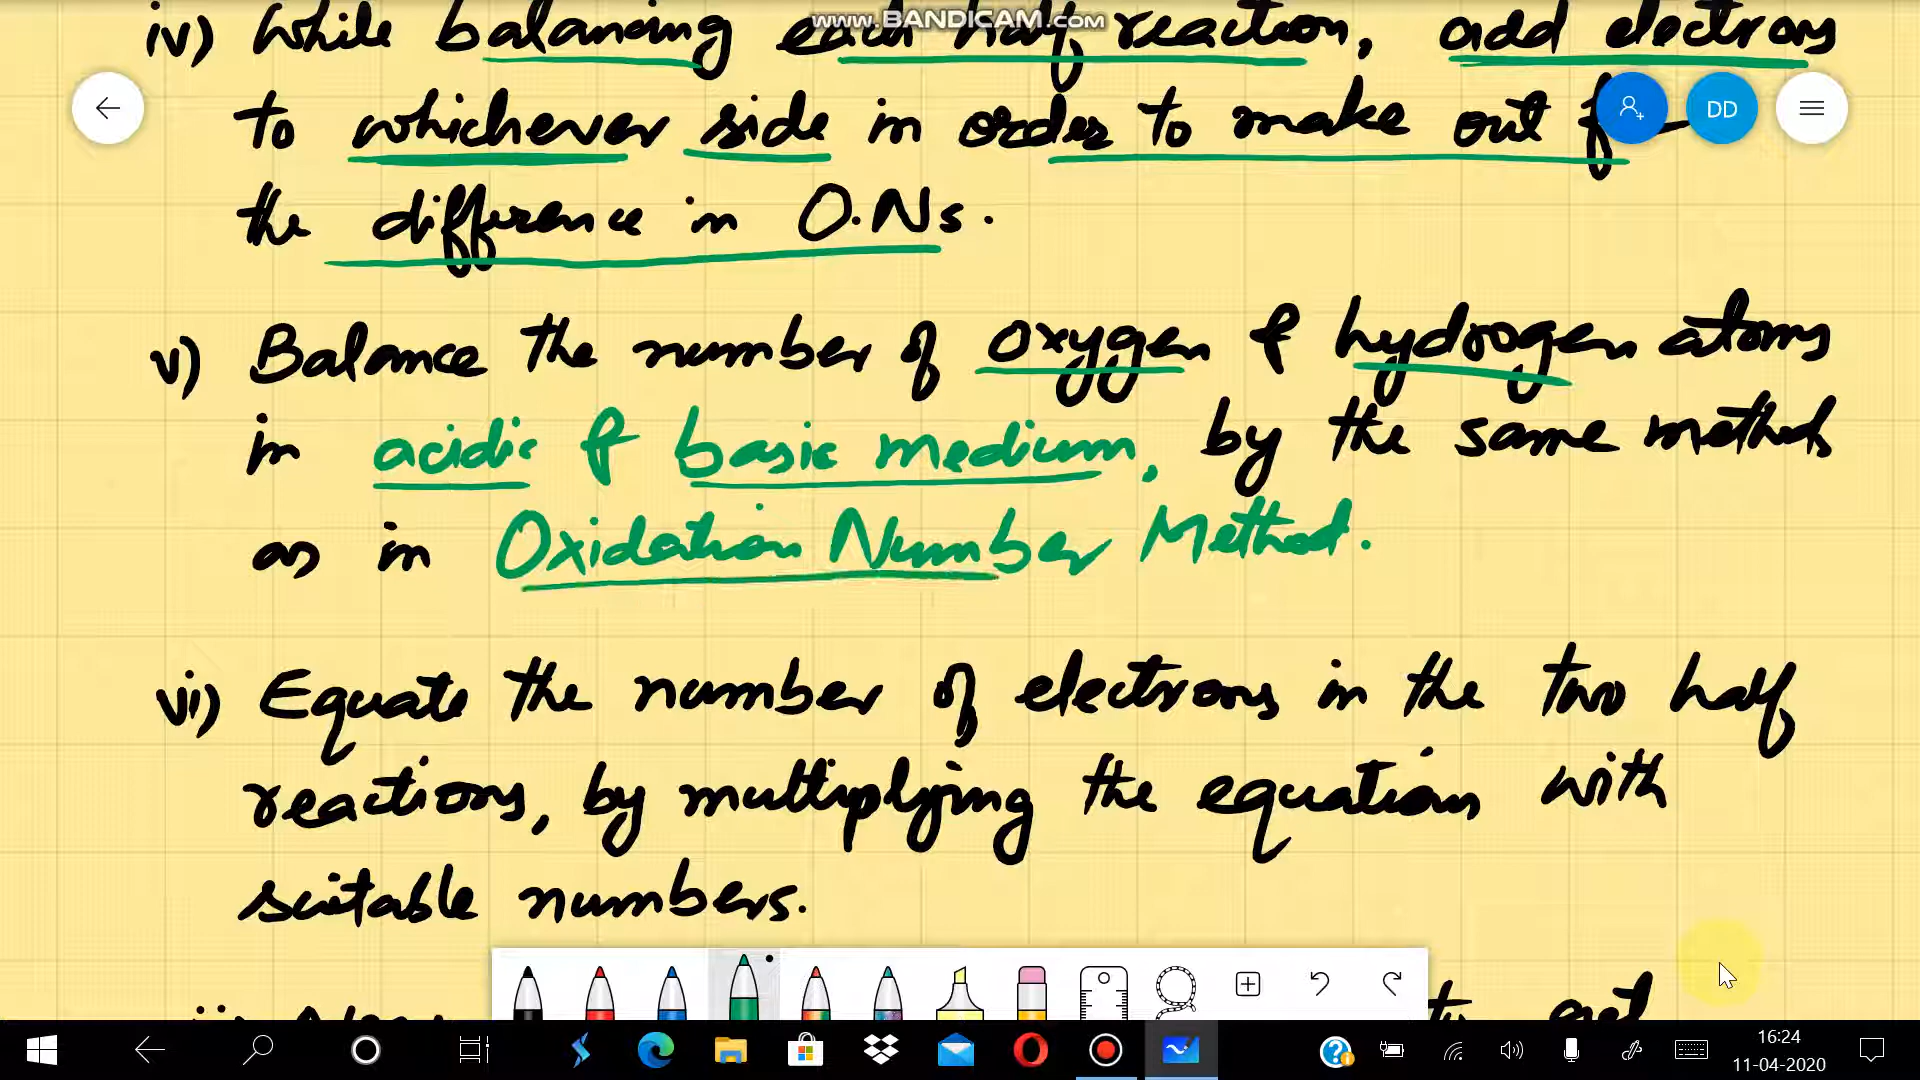 www.BANDICAM.com
iv) While balancing each half reaction, add electrons
to whichever side in order to make out
DD
the difference in O.Ns.
v) Balance the number of oxygen & hydrogen atoms
in acidic & basic medium, by the same method
as in Oxidation Number Method.
vi) Equate the number of electrons in the two half
reactions, by multiplying the equations with
suitable numbers.
get
16:24
11-04-2020